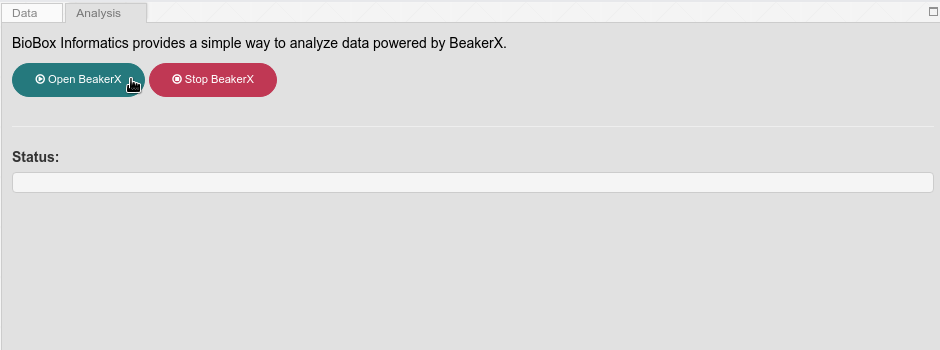 Data Analysis
BioBox Informatics provides a simple way to analyze data powered by BeakerX.
Open BeakerX Stop BeakerX
Status: